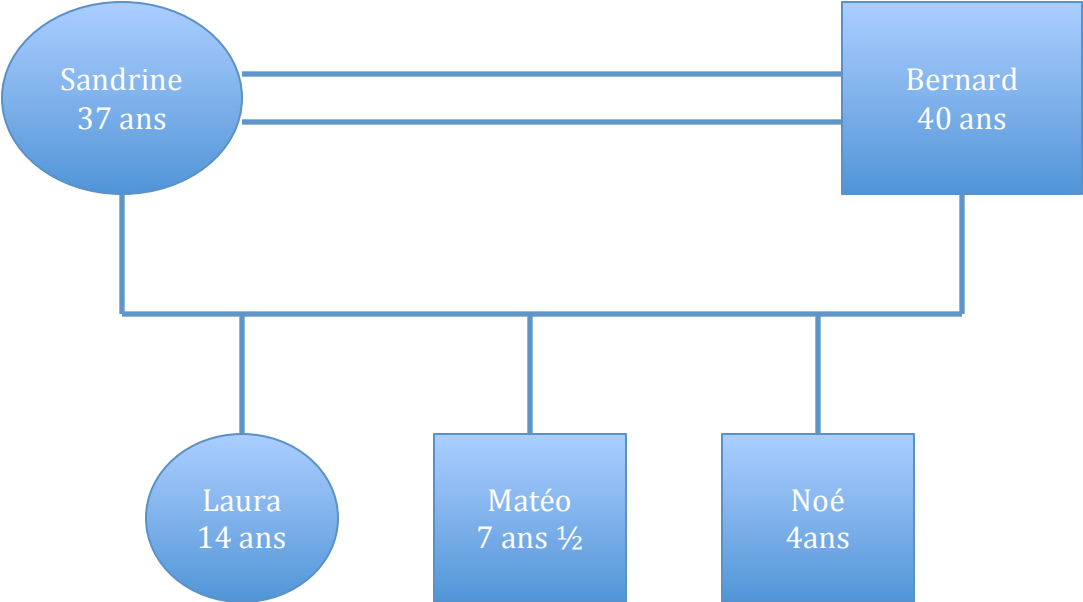 Sandrine
37 ans
Bernard
40 ans
Laura
14 ans
Matéo
7 ans ½
Noé
4ans